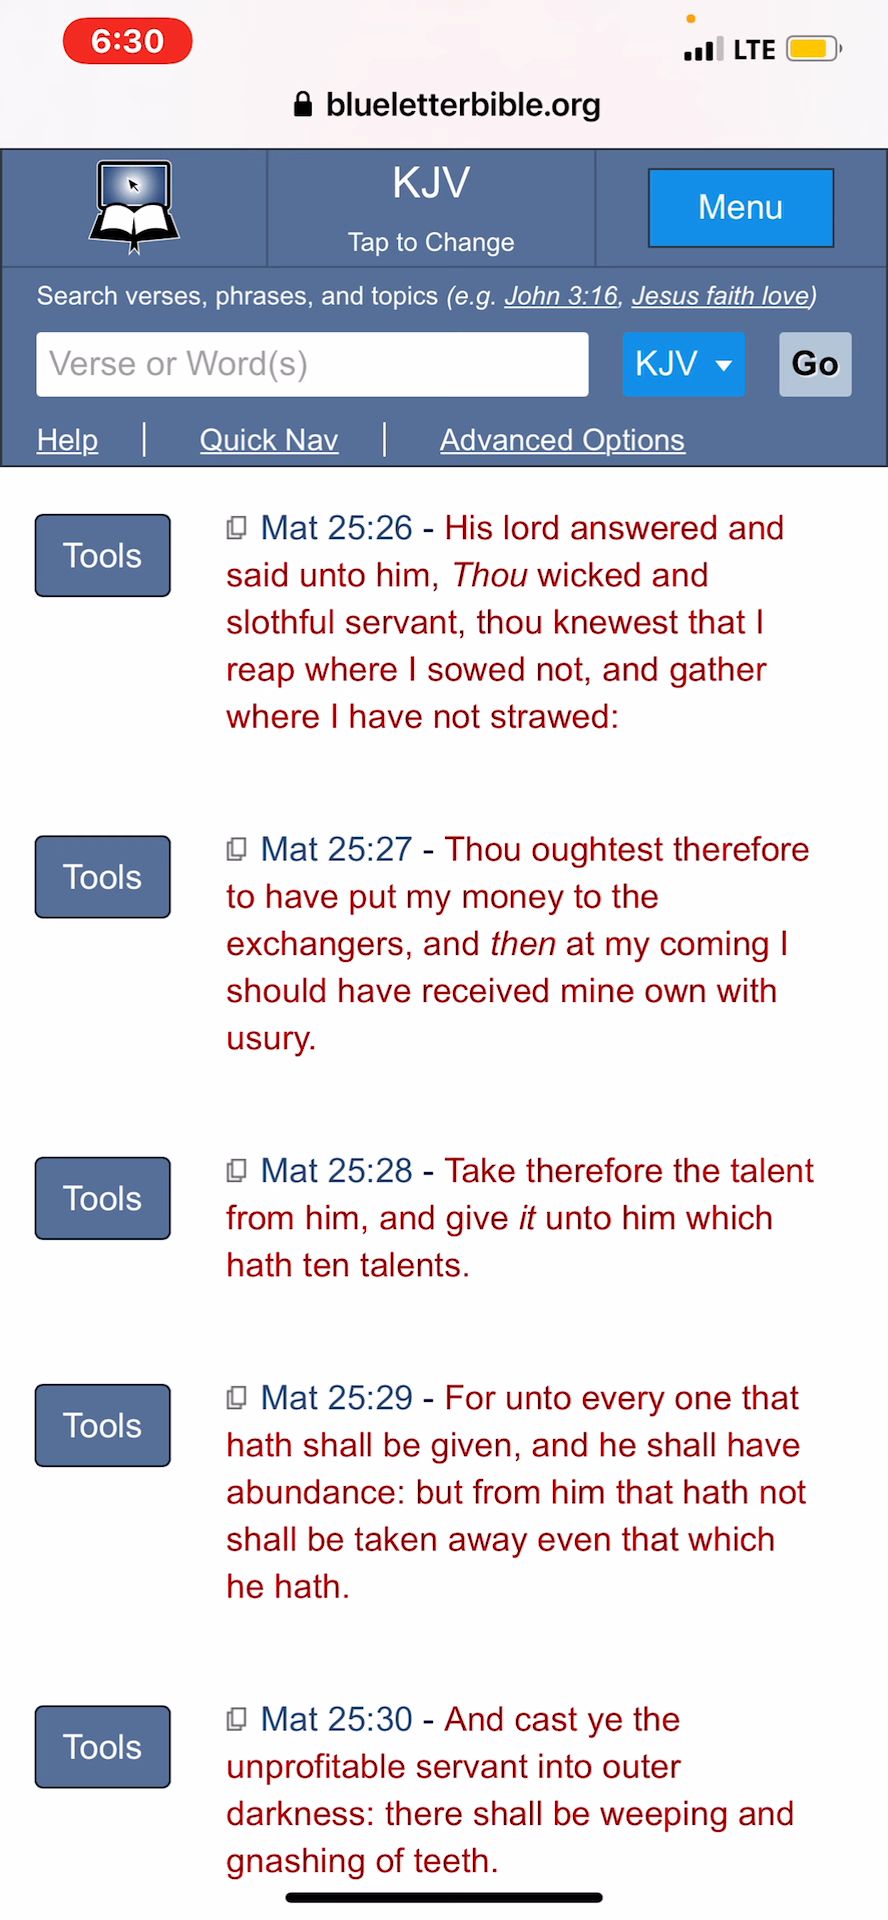 6:30
LTE
blueletterbible.org
KJV
Tap to Change
Menu
Search verses, phrases, and topics (e.g. John 3:16, Jesus faith love)
Verse or Word(s)
KJV
Go
Help | Quick Nav | Advanced Options
Tools
Mat 25:26 - His lord answered and
said unto him, Thou wicked and
slothful servant, thou knewest that I
reap where I sowed not, and gather
where I have not strawed:
Tools
Mat 25:27 - Thou oughtest therefore
to have put my money to the
exchangers, and then at my coming I
should have received mine own with
usury.
Tools
Mat 25:28 - Take therefore the talent
from him, and give it unto him which
hath ten talents.
Tools
Mat 25:29 - For unto every one that
hath shall be given, and he shall have
abundance: but from him that hath not
shall be taken away even that which
he hath.
Tools
Mat 25:30 - And cast ye the
unprofitable servant into outer
darkness: there shall be weeping and
gnashing of teeth.